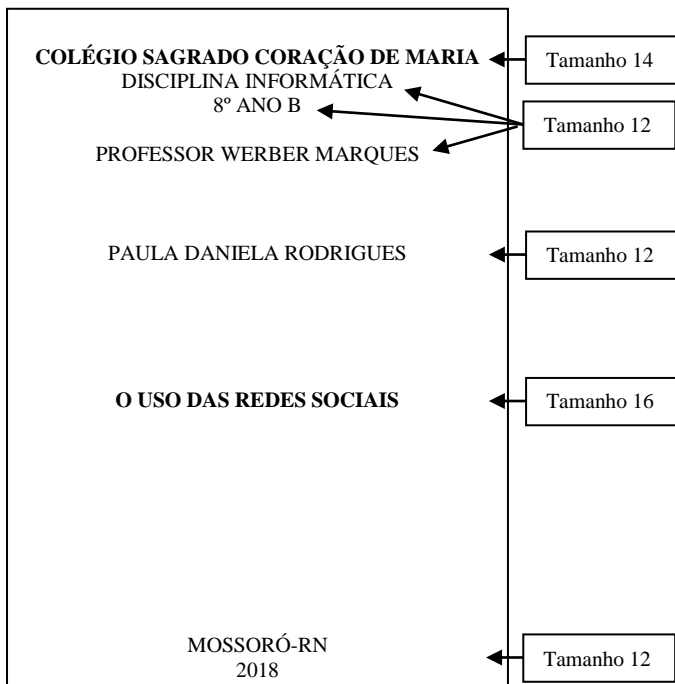 COLÉGIO SAGRADO CORAÇÃO DE MARIA
Tamanho 14
DISCIPLINA INFORMÁTICA
8º ANO B
Tamanho 12
PROFESSOR WERBER MARQUES
PAULA DANIELA RODRIGUES
Tamanho 12
O USO DAS REDES SOCIAIS
Tamanho 16
MOSSORÓ-RN
Tamanho 12
2018